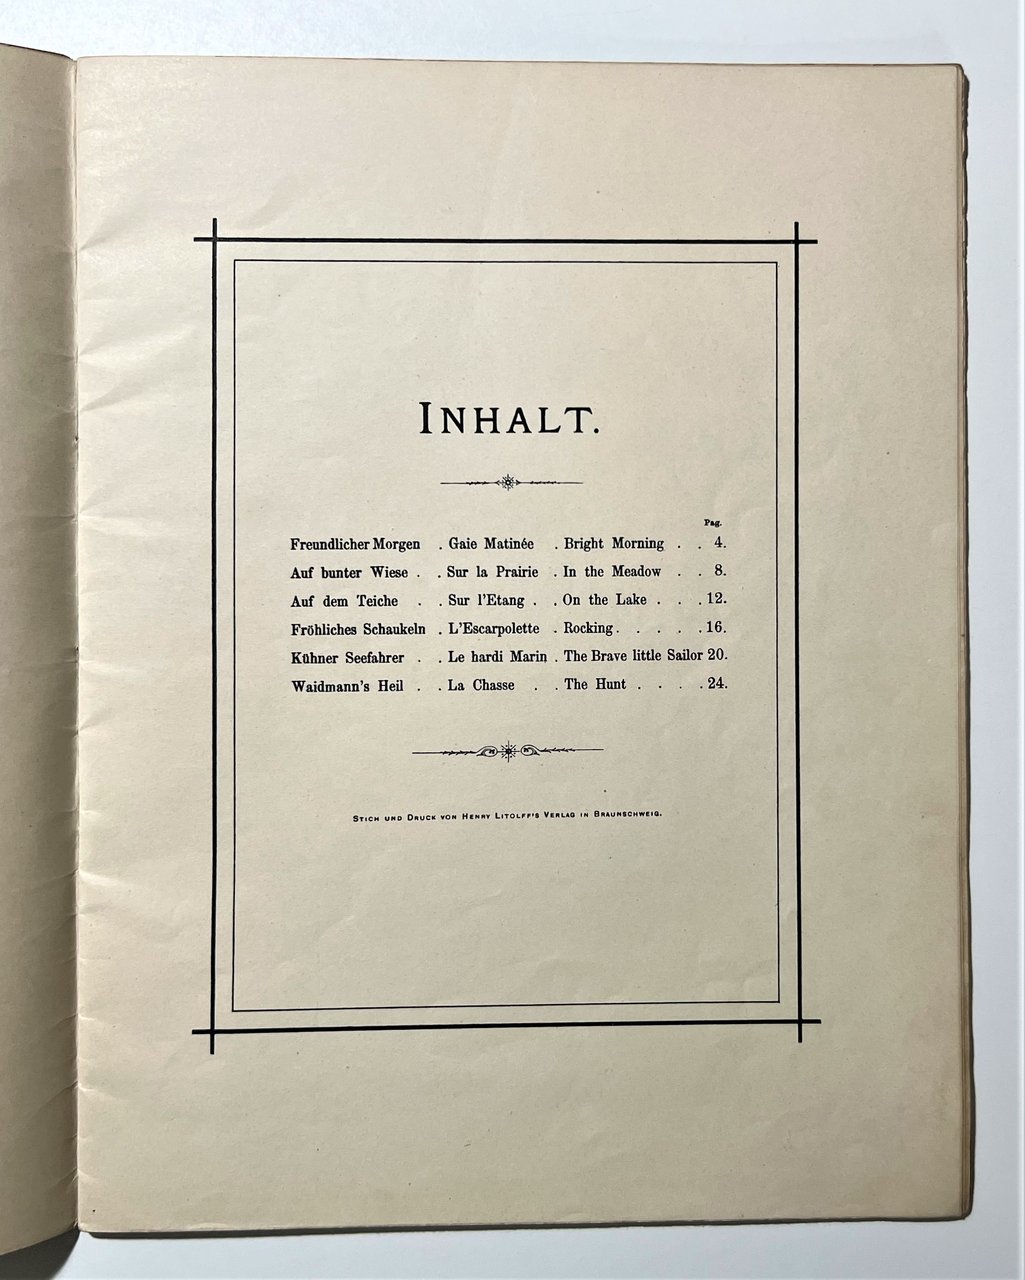 INHALT.
Pag.
Freundlicher Morgen . Gaie Matinée . Bright Morning . . 4.
Auf bunter Wiese . . Sur la Prairie . In the Meadow . . 8.
Auf dem Teiche . . Sur l'Etang . . On the Lake . . . 12.
Fröhliches Schaukeln . L'Escarpolette . Rocking . . . . . 16.
Kühner Seefahrer . . Le hardi Marin . The Brave little Sailor 20.
Waidmann's Heil . . La Chasse . . The Hunt . . . . 24.
STICH UND DRUCK VON HENRY LITOLFF'S VERLAG IN BRAUNSCHWEIG.